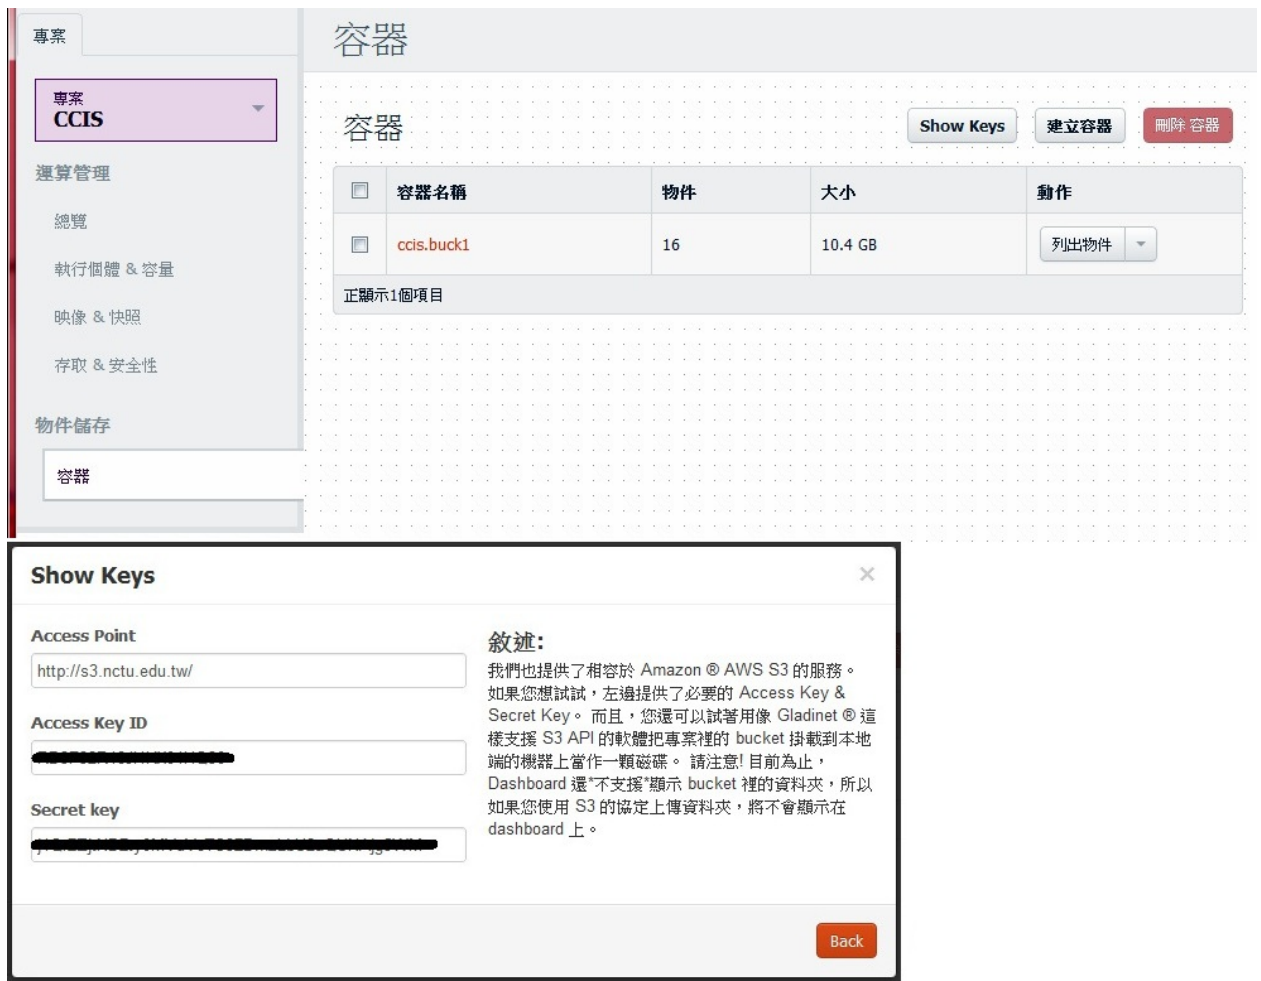 專案
容器
專案
CCIS
運算管理
總覽
執行個體 & 容量
映像 & 快照
存取 & 安全性
物件儲存
容器
容器
Show Keys
建立容器
刪除 容器
容器名稱 物件 大小 動作
ccis.buck1 16 10.4 GB 列出物件
正顯示1個項目
Show Keys
×
Access Point
http://s3.nctu.edu.tw/
Access Key ID
Secret key
敘述:
我們也提供了相容於 Amazon ® AWS S3 的服務。
如果您想試試，左邊提供了必要的 Access Key &
Secret Key。 而且，您還可以試著用像 Gladinet ® 這
樣支援 S3 API 的軟體把專案裡的 bucket 掛載到本地
端的機器上當作一顆磁碟。 請注意! 目前為止，
Dashboard 還*不支援*顯示 bucket 裡的資料夾，所以
如果您使用 S3 的協定上傳資料夾，將不會顯示在
dashboard 上。
Back